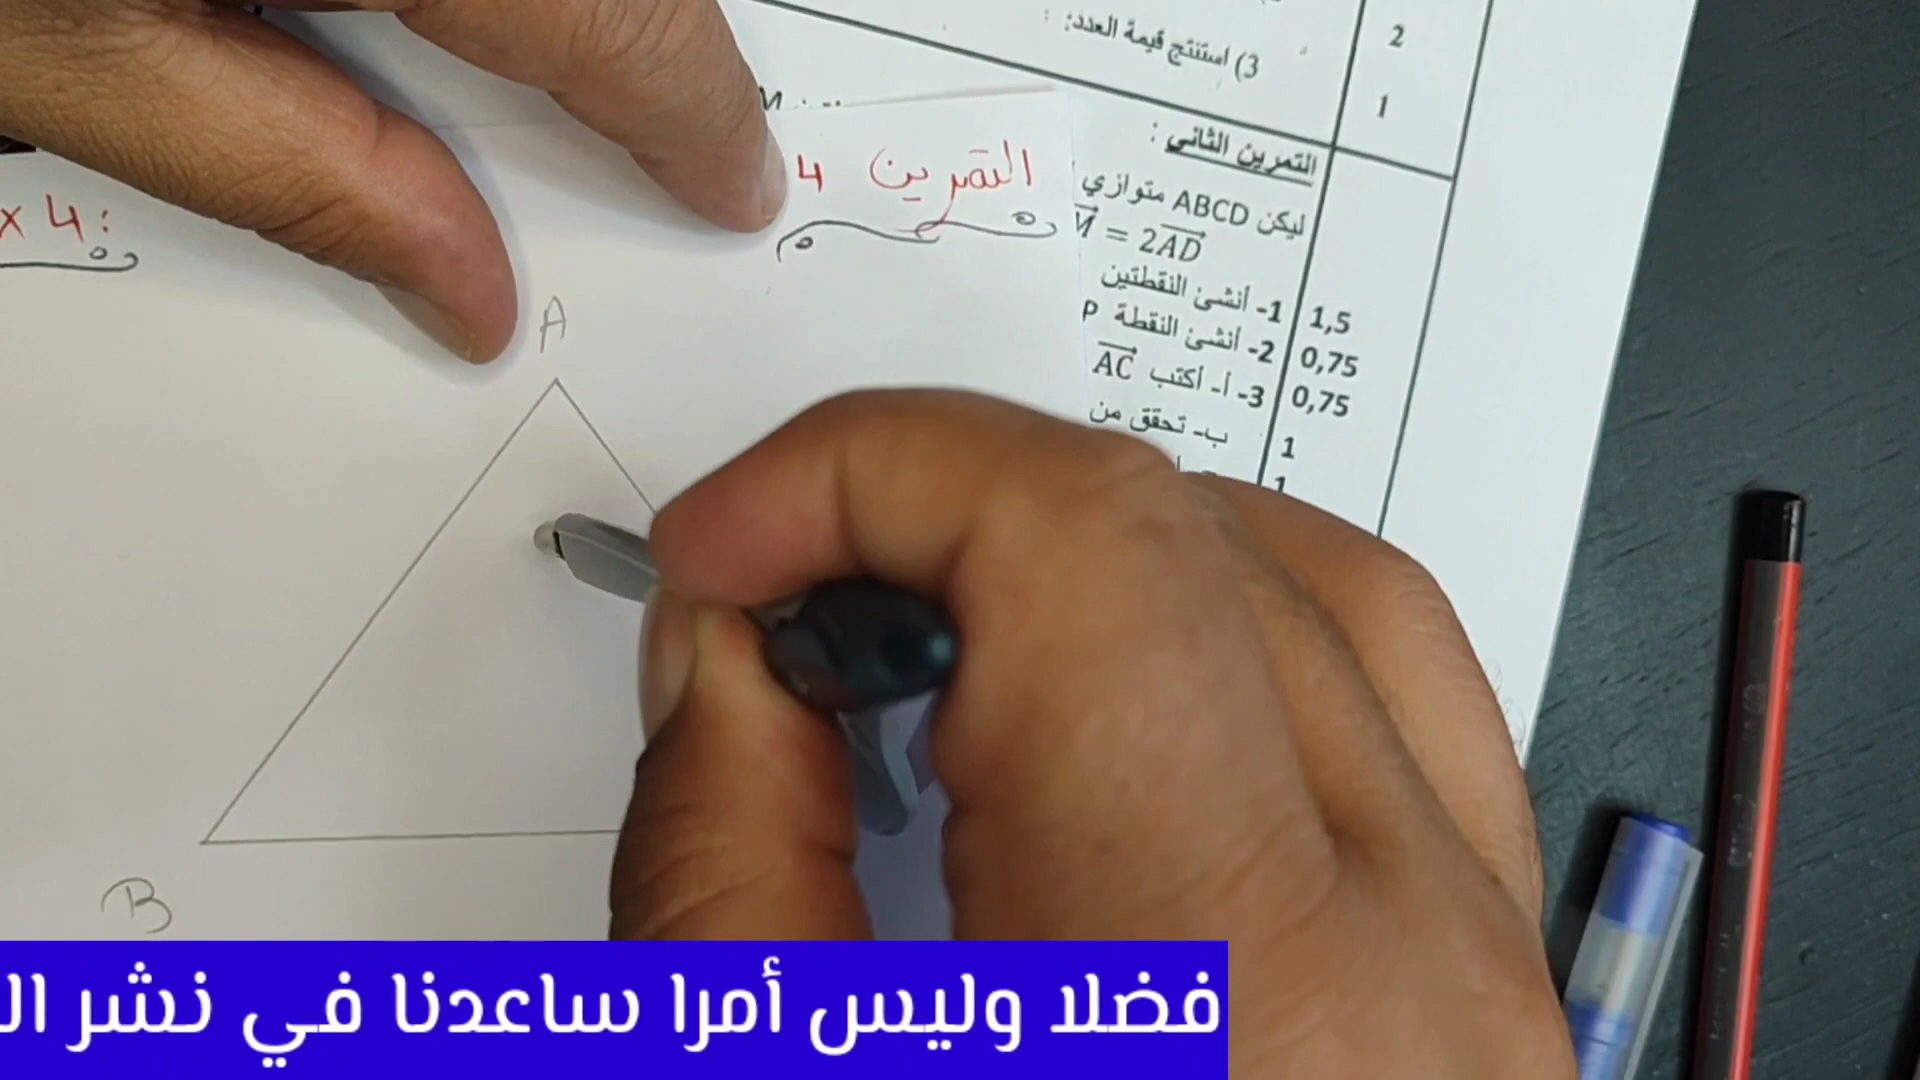 3) استنتج قيمة العدد:
2
1
التمرين الثاني :
ليكن ABCD متوازي
= 2AD
1- أنشئ النقطتين
1,5
2- أنشئ النقطة P
0,75
3- أ- أكتب AC
0,75
ب- تحقق من
1
1
التمرين 4
x 4:
A
B
فضلا وليس أمرا ساعدنا في نشر